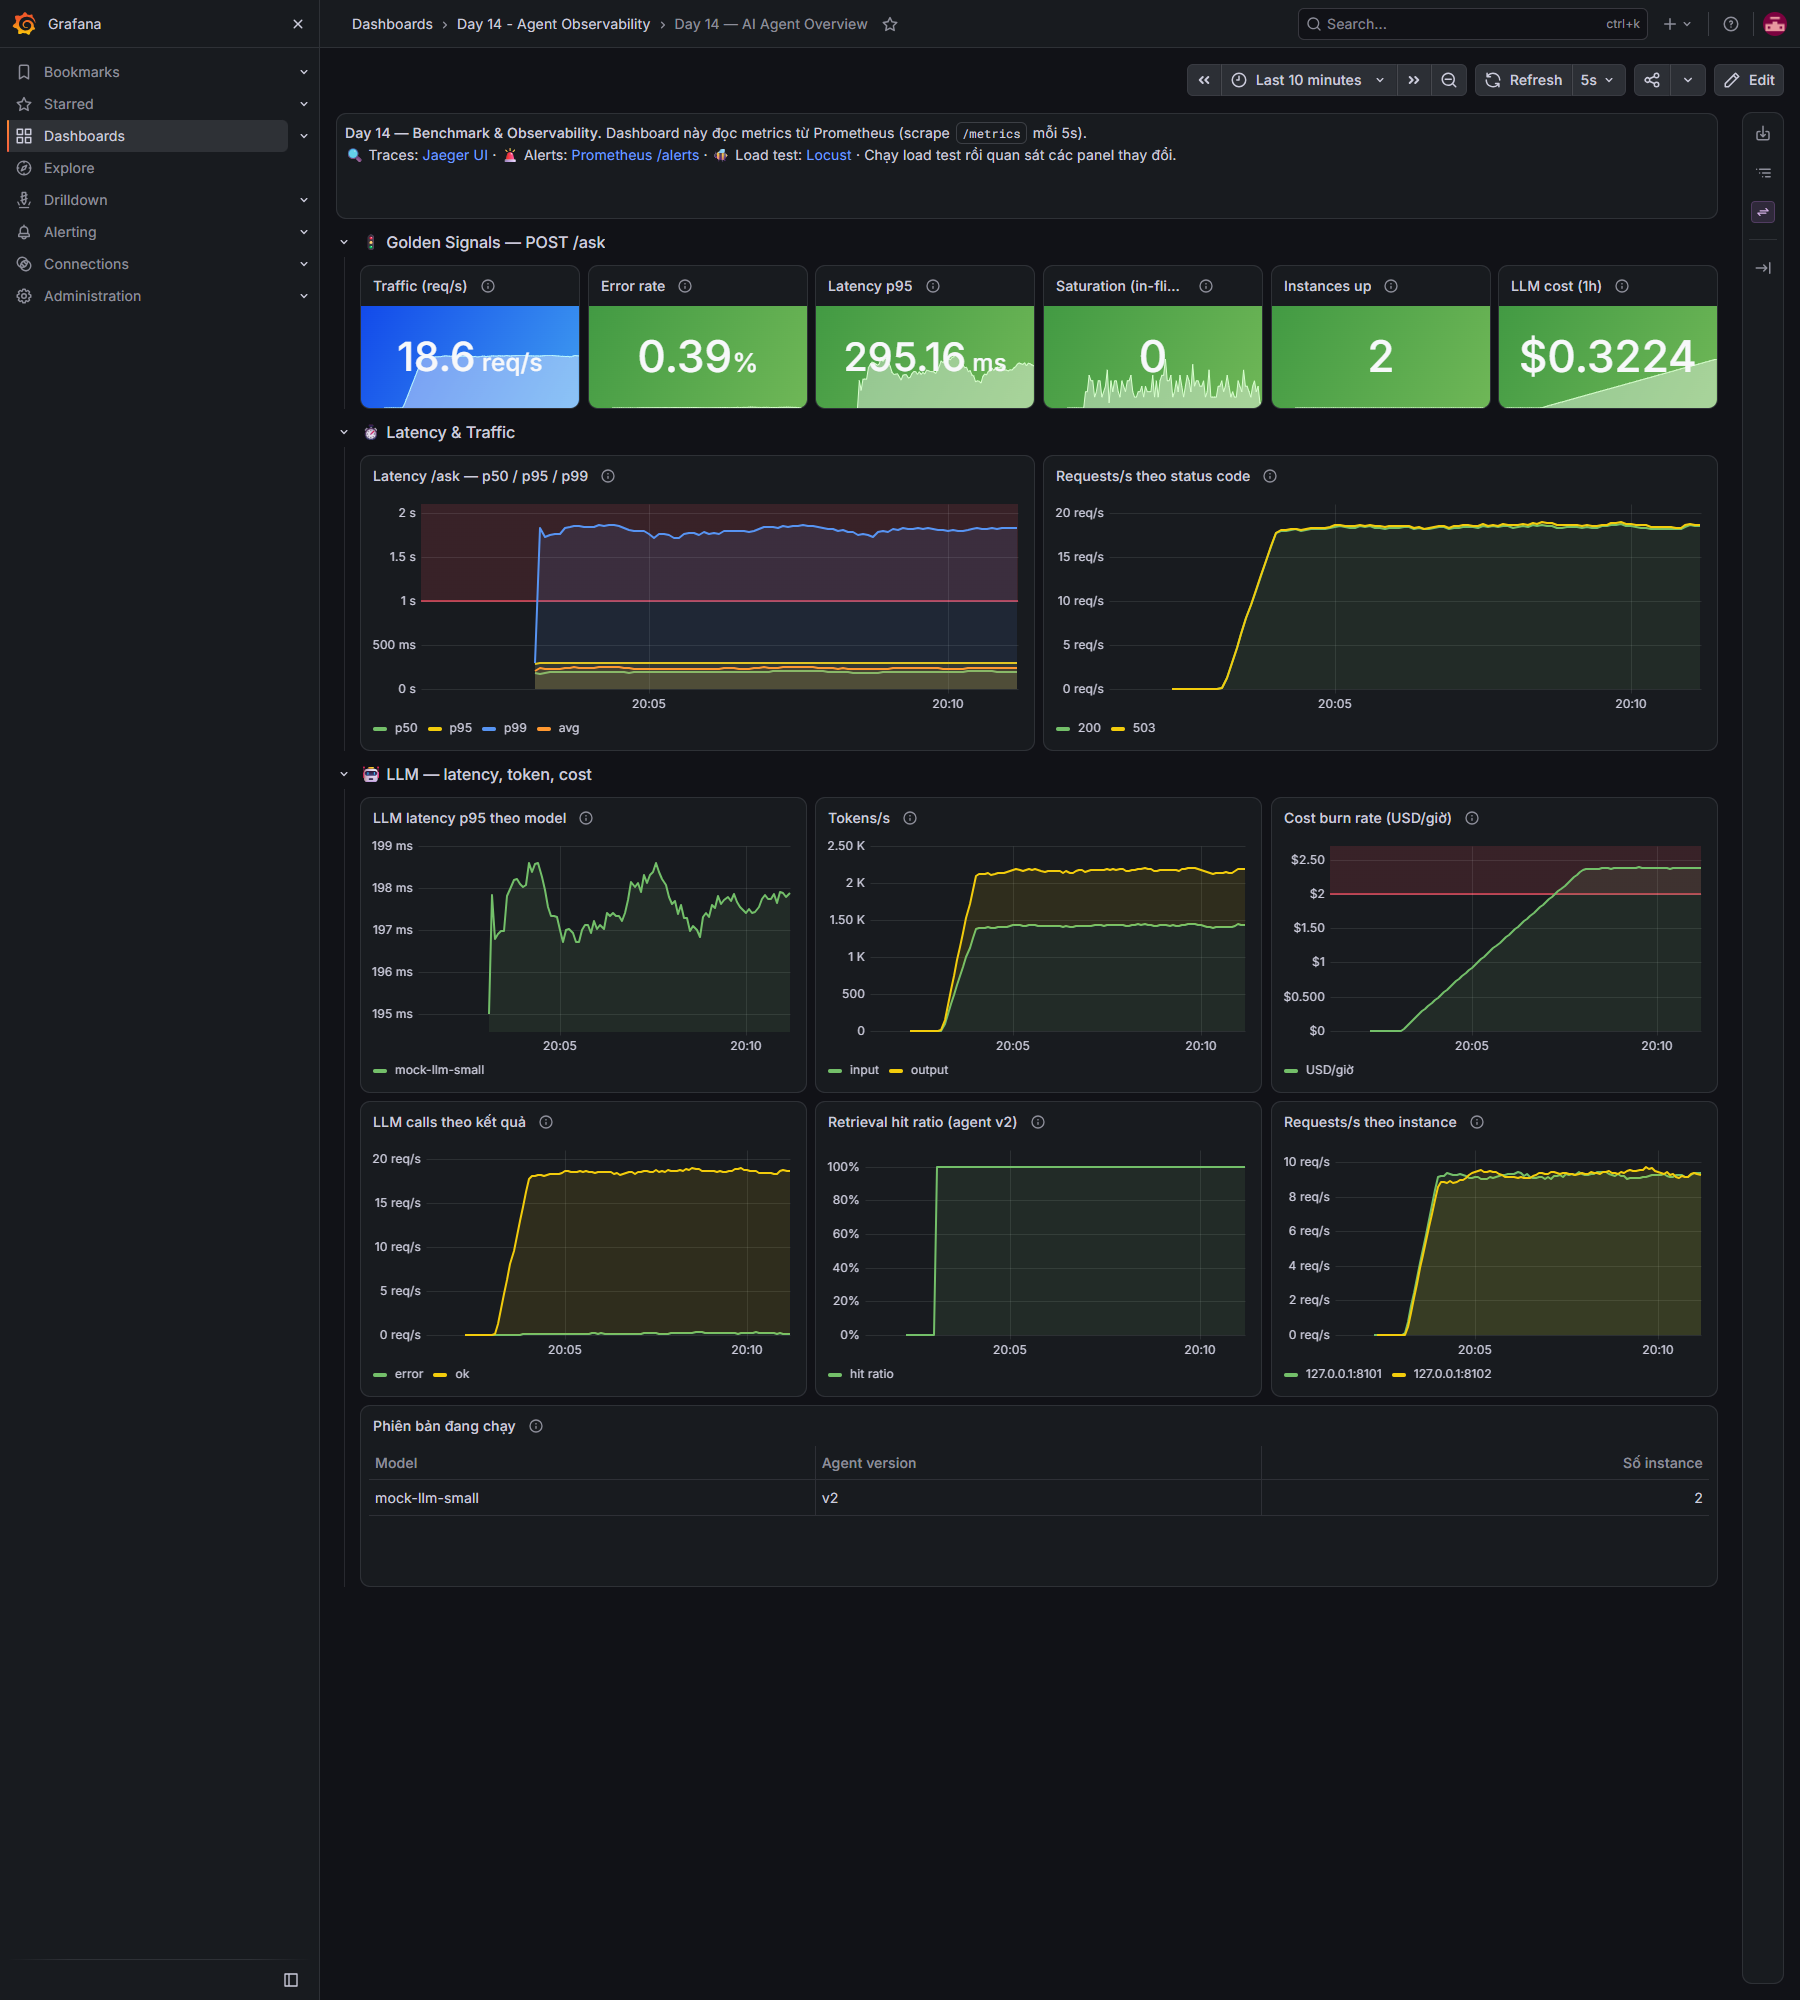 Grafana
Dashboards › Day 14 - Agent Observability › Day 14 — AI Agent Overview
Search... ctrl+k
Bookmarks
Starred
Dashboards
Explore
Drilldown
Alerting
Connections
Administration
Last 10 minutes
Refresh 5s
Edit
Day 14 — Benchmark & Observability. Dashboard này đọc metrics từ Prometheus (scrape /metrics mỗi 5s).
Traces: Jaeger UI · Alerts: Prometheus /alerts · Load test: Locust · Chạy load test rồi quan sát các panel thay đổi.
Golden Signals — POST /ask
Traffic (req/s)
18.6 req/s
Error rate
0.39%
Latency p95
295.16 ms
Saturation (in-fli...
0
Instances up
2
LLM cost (1h)
$0.3224
Latency & Traffic
Latency /ask — p50 / p95 / p99
2 s
1.5 s
1 s
500 ms
0 s
20:05 20:10
p50 p95 p99 avg
Requests/s theo status code
20 req/s
15 req/s
10 req/s
5 req/s
0 req/s
20:05 20:10
200 503
LLM — latency, token, cost
LLM latency p95 theo model
199 ms
198 ms
197 ms
196 ms
195 ms
20:05 20:10
mock-llm-small
Tokens/s
2.50 K
2 K
1.50 K
1 K
500
0
20:05 20:10
input output
Cost burn rate (USD/giờ)
$2.50
$2
$1.50
$1
$0.500
$0
20:05 20:10
USD/giờ
LLM calls theo kết quả
20 req/s
15 req/s
10 req/s
5 req/s
0 req/s
20:05 20:10
error ok
Retrieval hit ratio (agent v2)
100%
80%
60%
40%
20%
0%
20:05 20:10
hit ratio
Requests/s theo instance
10 req/s
8 req/s
6 req/s
4 req/s
2 req/s
0 req/s
20:05 20:10
127.0.0.1:8101 127.0.0.1:8102
Phiên bản đang chạy
Model Agent version Số instance
mock-llm-small v2 2